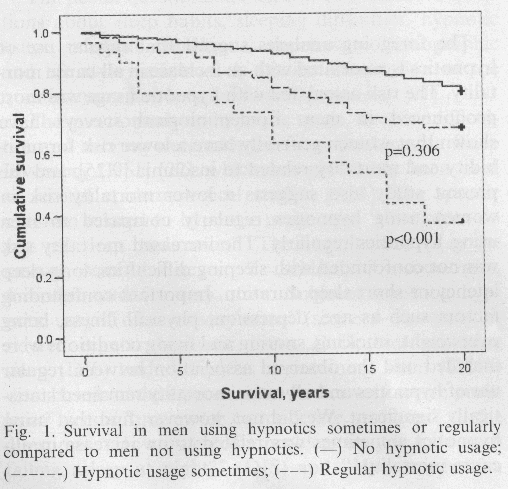 1.0
0.8
0.6
0.4
0.2
0.0
Cumulative survival
p=0.306
p<0.001
0
5
10
15
20
Survival, years
Fig. 1. Survival in men using hypnotics sometimes or regularly
compared to men not using hypnotics. (—) No hypnotic usage;
(-------) Hypnotic usage sometimes; (–––) Regular hypnotic usage.